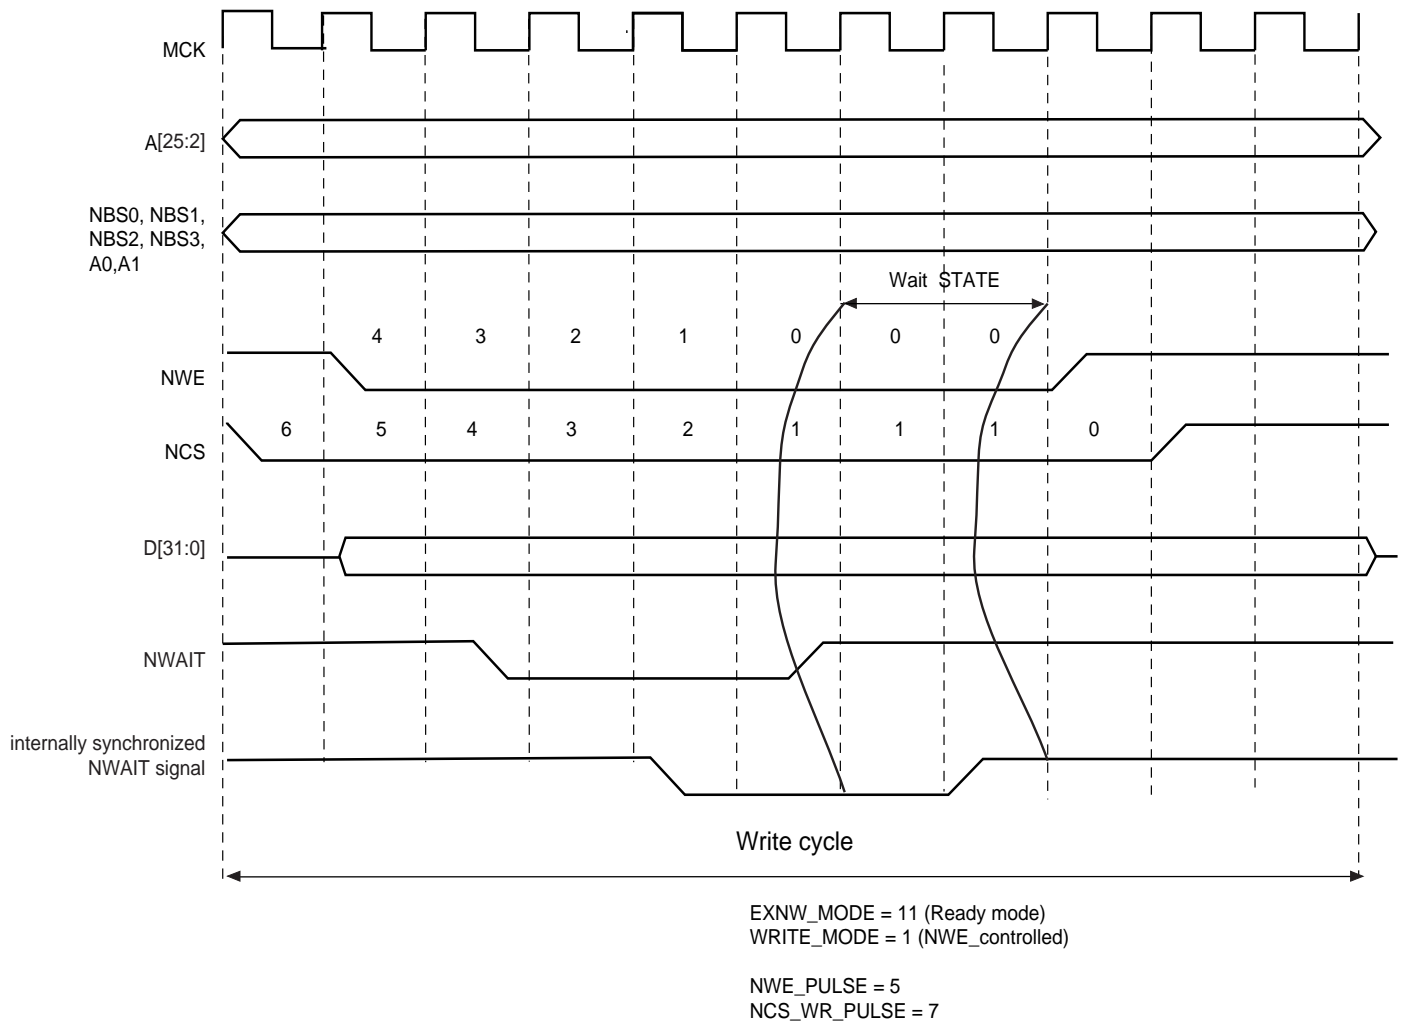 MCK
A[25:2]
NBS0, NBS1,
NBS2, NBS3,
A0,A1
Wait STATE
4 3 2 1 0 0 0
NWE
6 5 4 3 2 1 1 1 0
NCS
D[31:0]
NWAIT
internally synchronized
NWAIT signal
Write cycle
EXNW_MODE = 11 (Ready mode)
WRITE_MODE = 1 (NWE_controlled)
NWE_PULSE = 5
NCS_WR_PULSE = 7